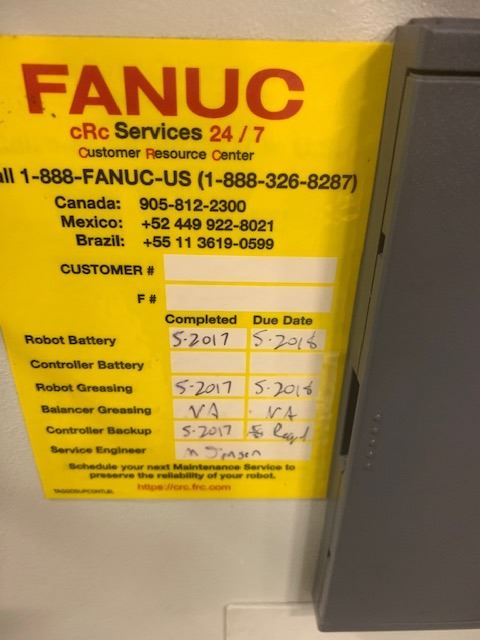 FANUC
cRc Services 24 / 7
Customer Resource Center
all 1-888-FANUC-US (1-888-326-8287)
Canada: 905-812-2300
Mexico: +52 449 922-8021
Brazil: +55 11 3619-0599
CUSTOMER #
F #
Completed Due Date
Robot Battery 5-2017 5-2018
Controller Battery
Robot Greasing 5-2017 5-2018
Balancer Greasing NA NA
Controller Backup 5-2017
Service Engineer M
Schedule your next Maintenance Service to
preserve the reliability of your robot.
https://crc.frc.com